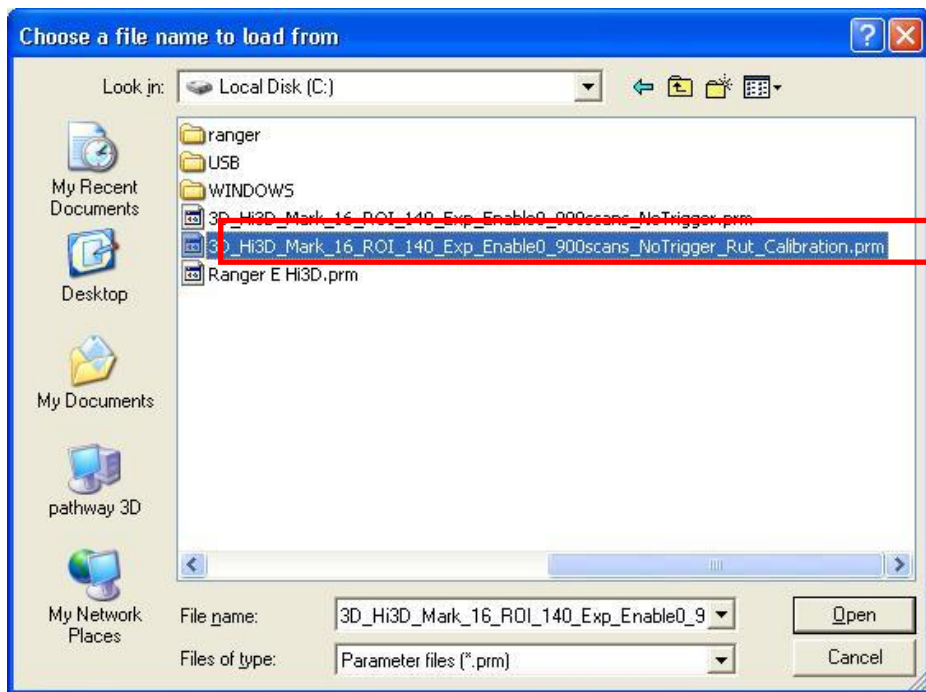 Choose a file name to load from
Look in: Local Disk (C:)
ranger
USB
WINDOWS
3D_Hi3D_Mark_16_ROI_140_Exp_Enable0_900scans_NoTrigger.prm
3D_Hi3D_Mark_16_ROI_140_Exp_Enable0_900scans_NoTrigger_Rut_Calibration.prm
Ranger E Hi3D.prm
My Recent
Documents
Desktop
My Documents
pathway 3D
My Network
Places
File name: 3D_Hi3D_Mark_16_ROI_140_Exp_Enable0_9 Open
Files of type: Parameter files (*.prm) Cancel